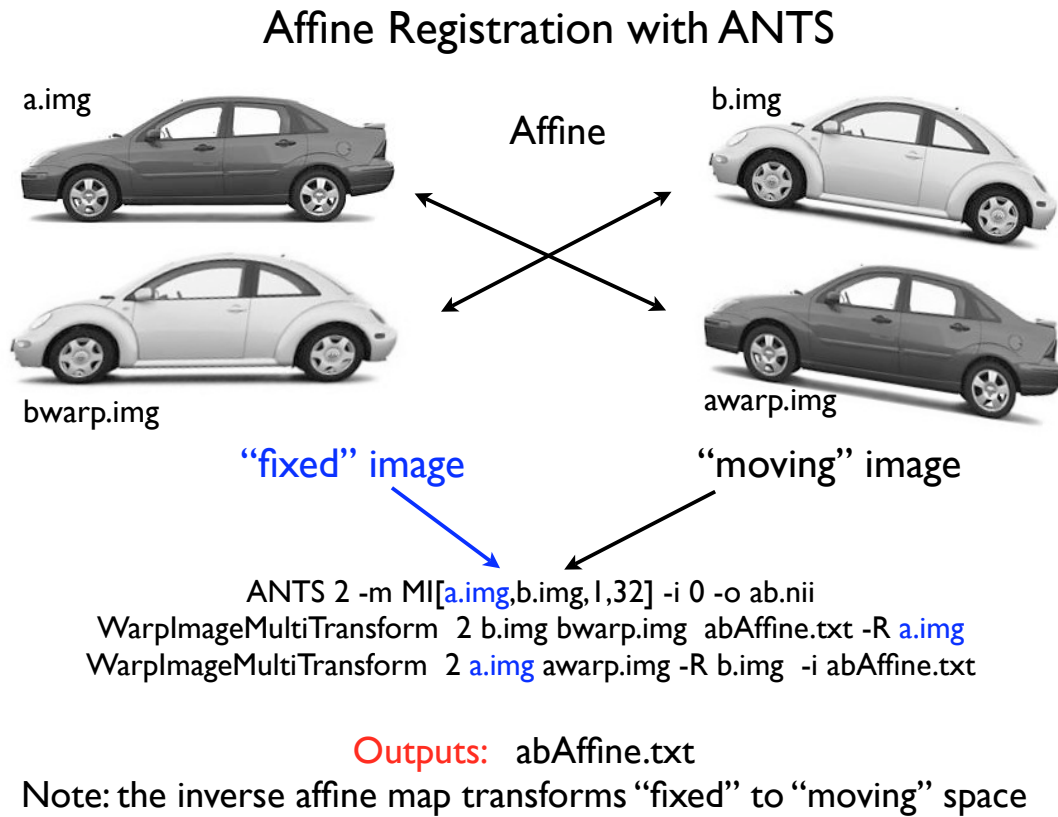 Affine Registration with ANTS
a.img
b.img
Affine
bwarp.img
awarp.img
“fixed” image
“moving” image
ANTS 2 -m MI[a.img,b.img,1,32] -i 0 -o ab.nii
WarpImageMultiTransform 2 b.img bwarp.img abAffine.txt -R a.img
WarpImageMultiTransform 2 a.img awarp.img -R b.img -i abAffine.txt
Outputs: abAffine.txt
Note: the inverse affine map transforms “fixed” to “moving” space